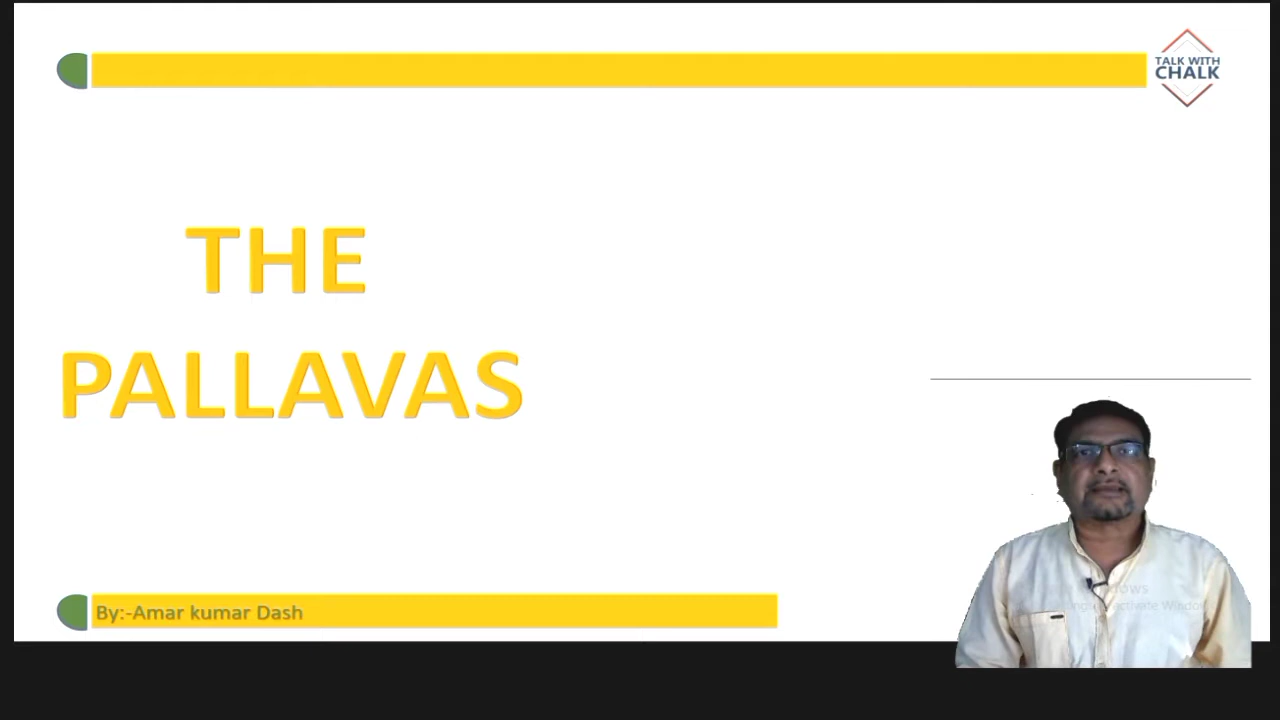 TALK WITH
CHALK
THE
PALLAVAS
By:-Amar kumar Dash